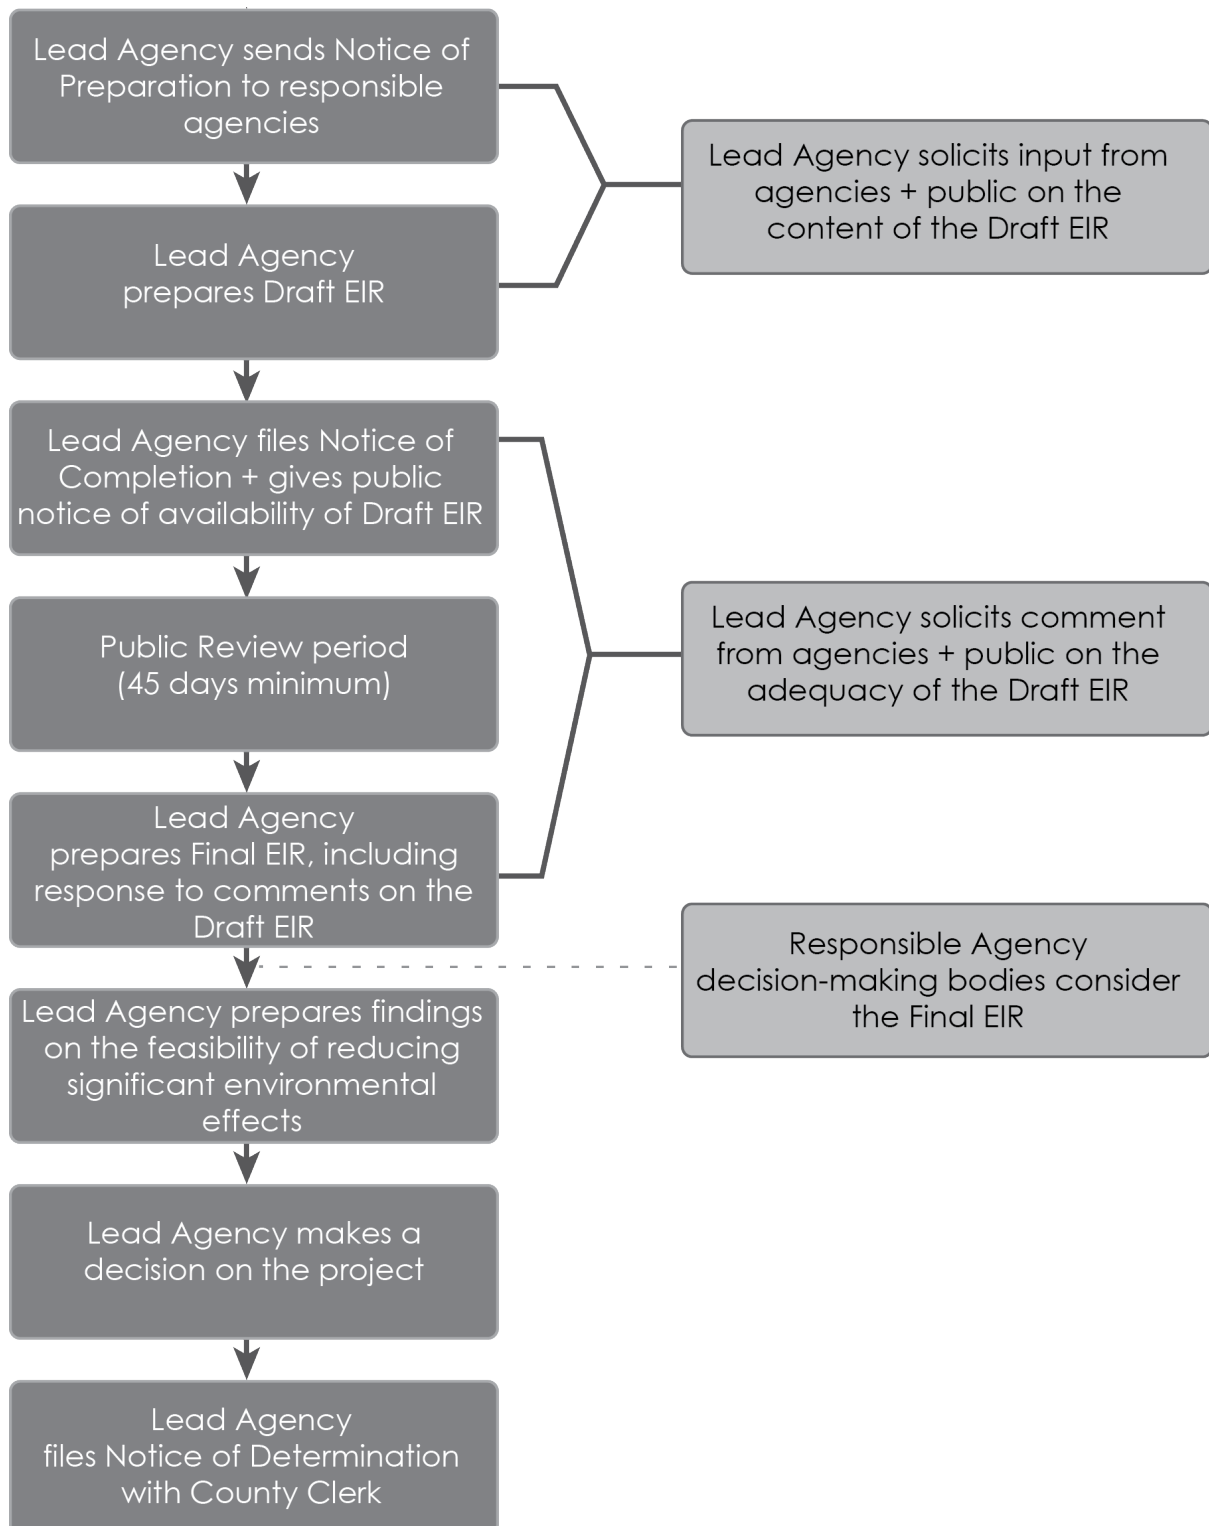 Lead Agency sends Notice of
Preparation to responsible
agencies
Lead Agency solicits input from
agencies + public on the
content of the Draft EIR
Lead Agency
prepares Draft EIR
Lead Agency files Notice of
Completion + gives public
notice of availability of Draft EIR
Public Review period
(45 days minimum)
Lead Agency solicits comment
from agencies + public on the
adequacy of the Draft EIR
Lead Agency
prepares Final EIR, including
response to comments on the
Draft EIR
Responsible Agency
decision-making bodies consider
the Final EIR
Lead Agency prepares findings
on the feasibility of reducing
significant environmental
effects
Lead Agency makes a
decision on the project
Lead Agency
files Notice of Determination
with County Clerk